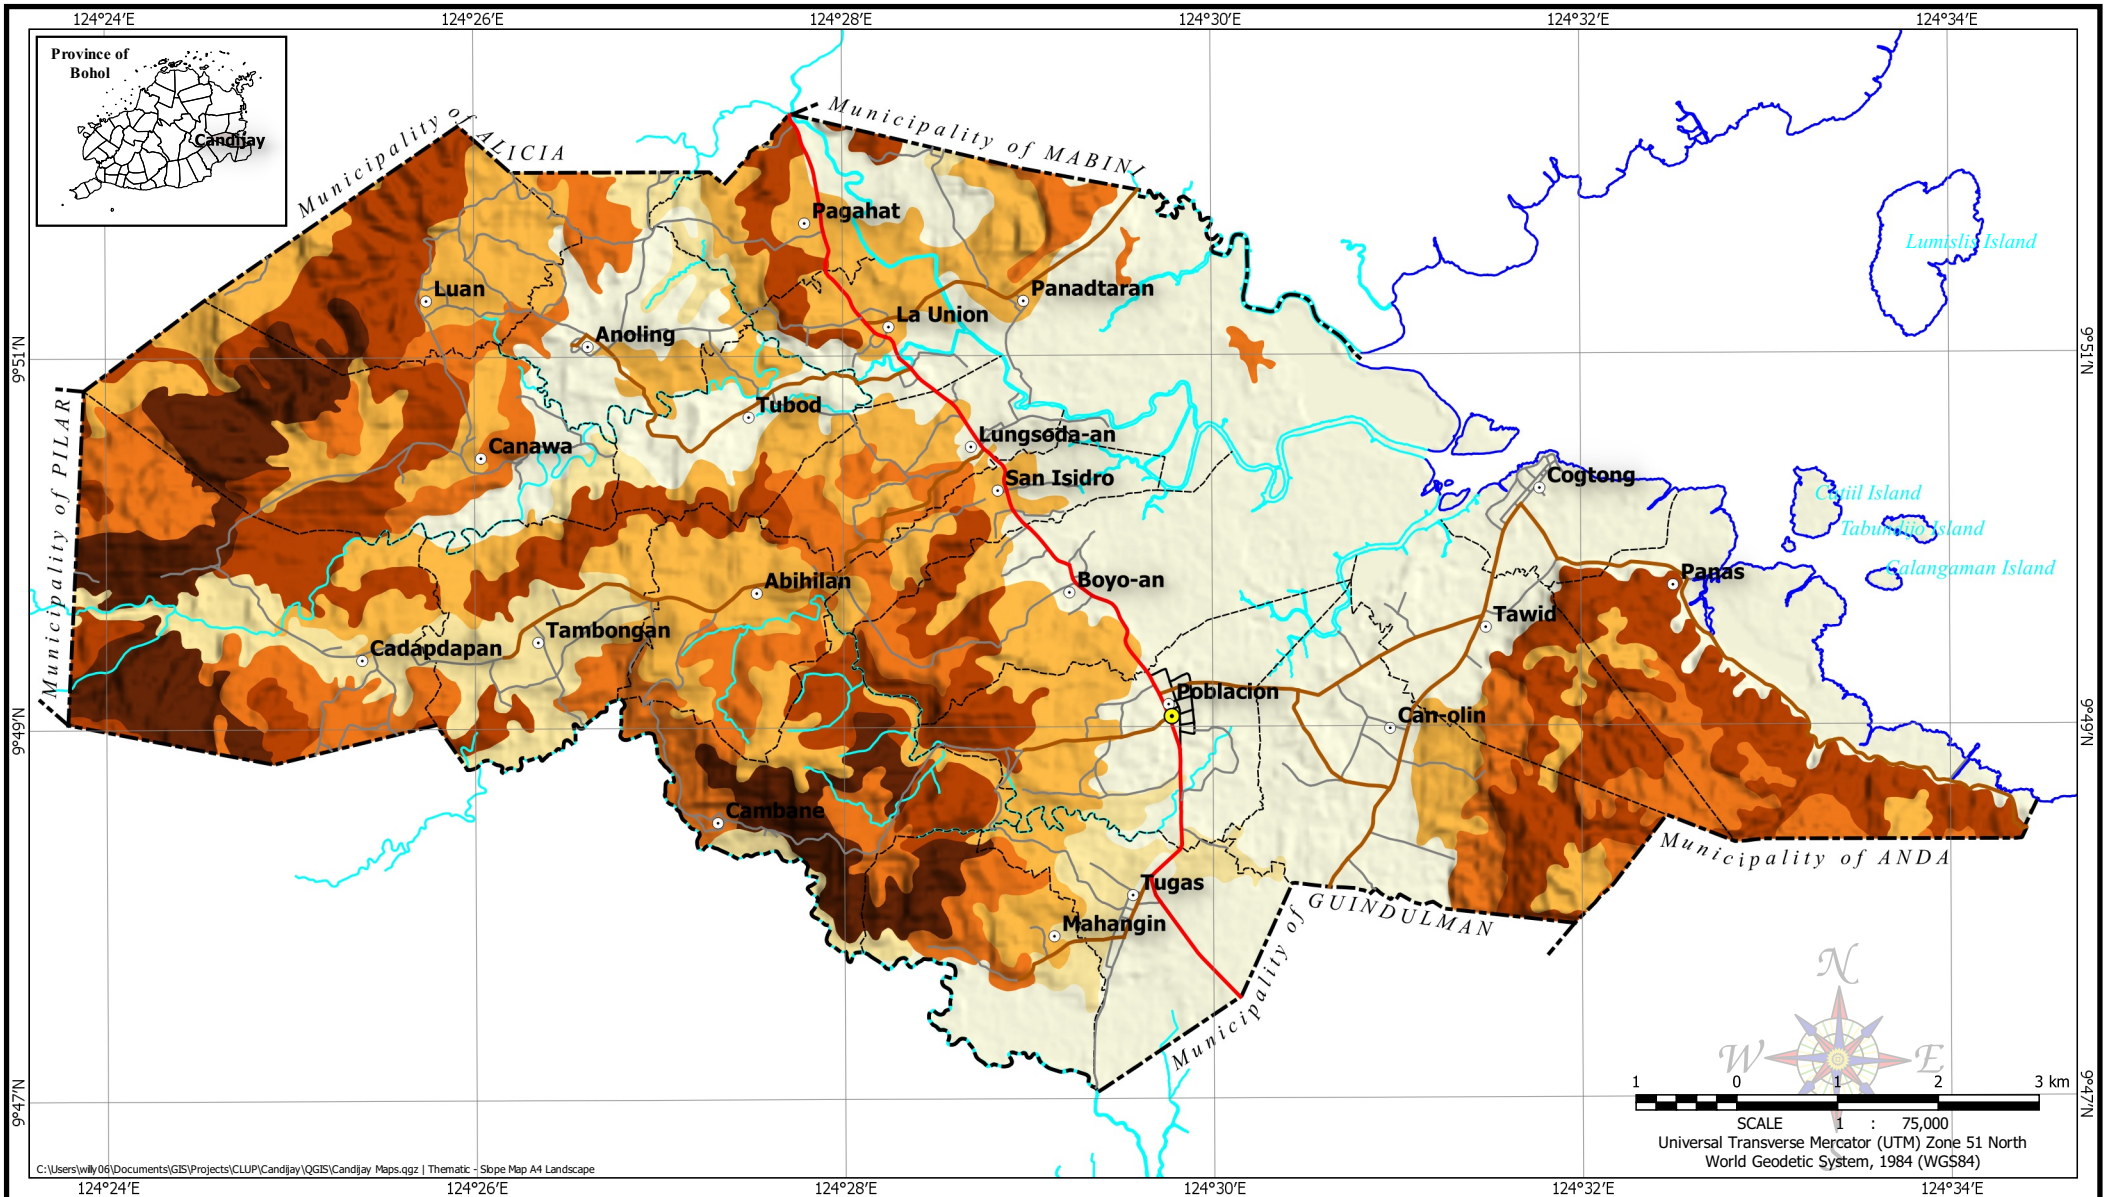 124°24'E
124°26'E
124°28'E
124°30'E
124°32'E
124°34'E
Province of
Bohol
Candijay
Municipality of ALICIA
Municipality of MABINI
Pagahat
Lumislis Island
Luan
Panadtaran
La Union
Anoling
9°51'N
9°51'N
Tubod
Lungsoda-an
Canawa
San Isidro
Cogtong
Catiil Island
Tabundijo Island
Municipality of PILAR
Calangaman Island
Panas
Abihilan
Boyo-an
Tawid
Tambongan
Cadapdapan
Poblacion
Can-olin
9°49'N
9°49'N
Cambane
Municipality of ANDA
Tugas
Mahangin
Municipality of GUINDULMAN
N
W
E
S
1 0 1 2 3 km
9°47'N
9°47'N
SCALE 1 : 75,000
Universal Transverse Mercator (UTM) Zone 51 North
World Geodetic System, 1984 (WGS84)
C:\Users\willy06\Documents\GIS\Projects\CLUP\Candijay\QGIS\Candijay Maps.qgz | Thematic - Slope Map A4 Landscape
124°24'E
124°26'E
124°28'E
124°30'E
124°32'E
124°34'E